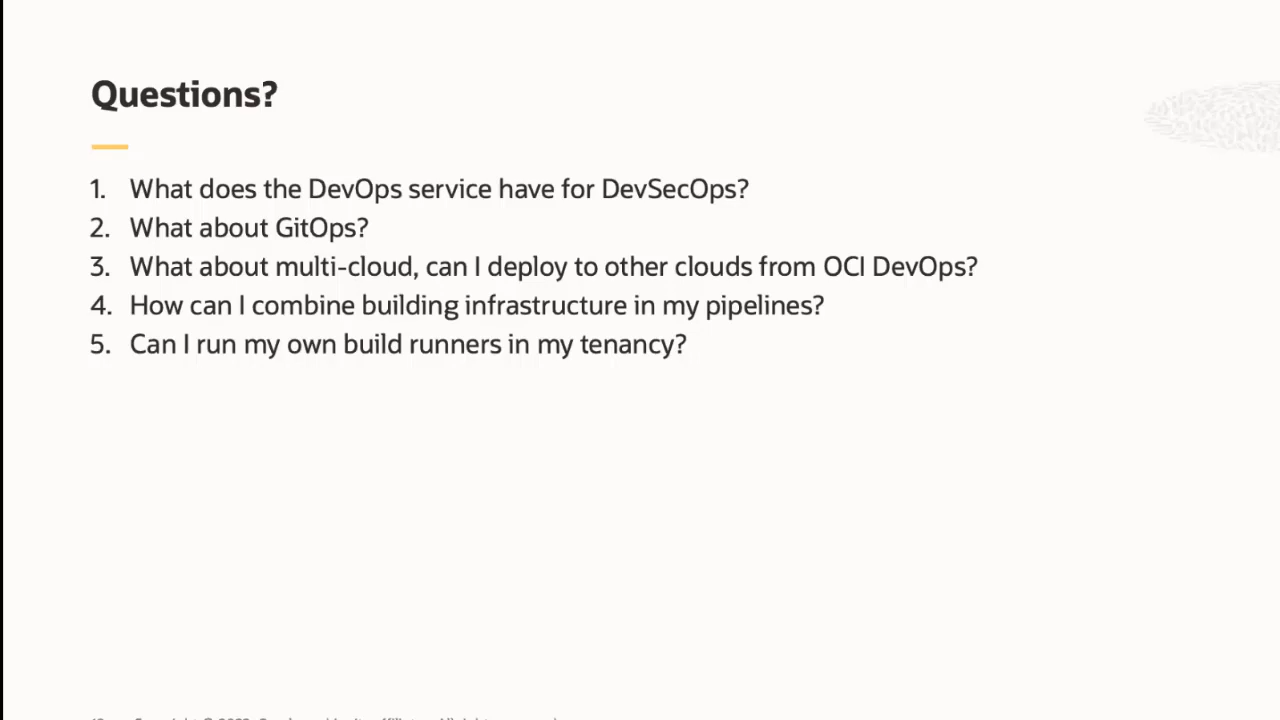 Questions?
1. What does the DevOps service have for DevSecOps?
2. What about GitOps?
3. What about multi-cloud, can I deploy to other clouds from OCI DevOps?
4. How can I combine building infrastructure in my pipelines?
5. Can I run my own build runners in my tenancy?